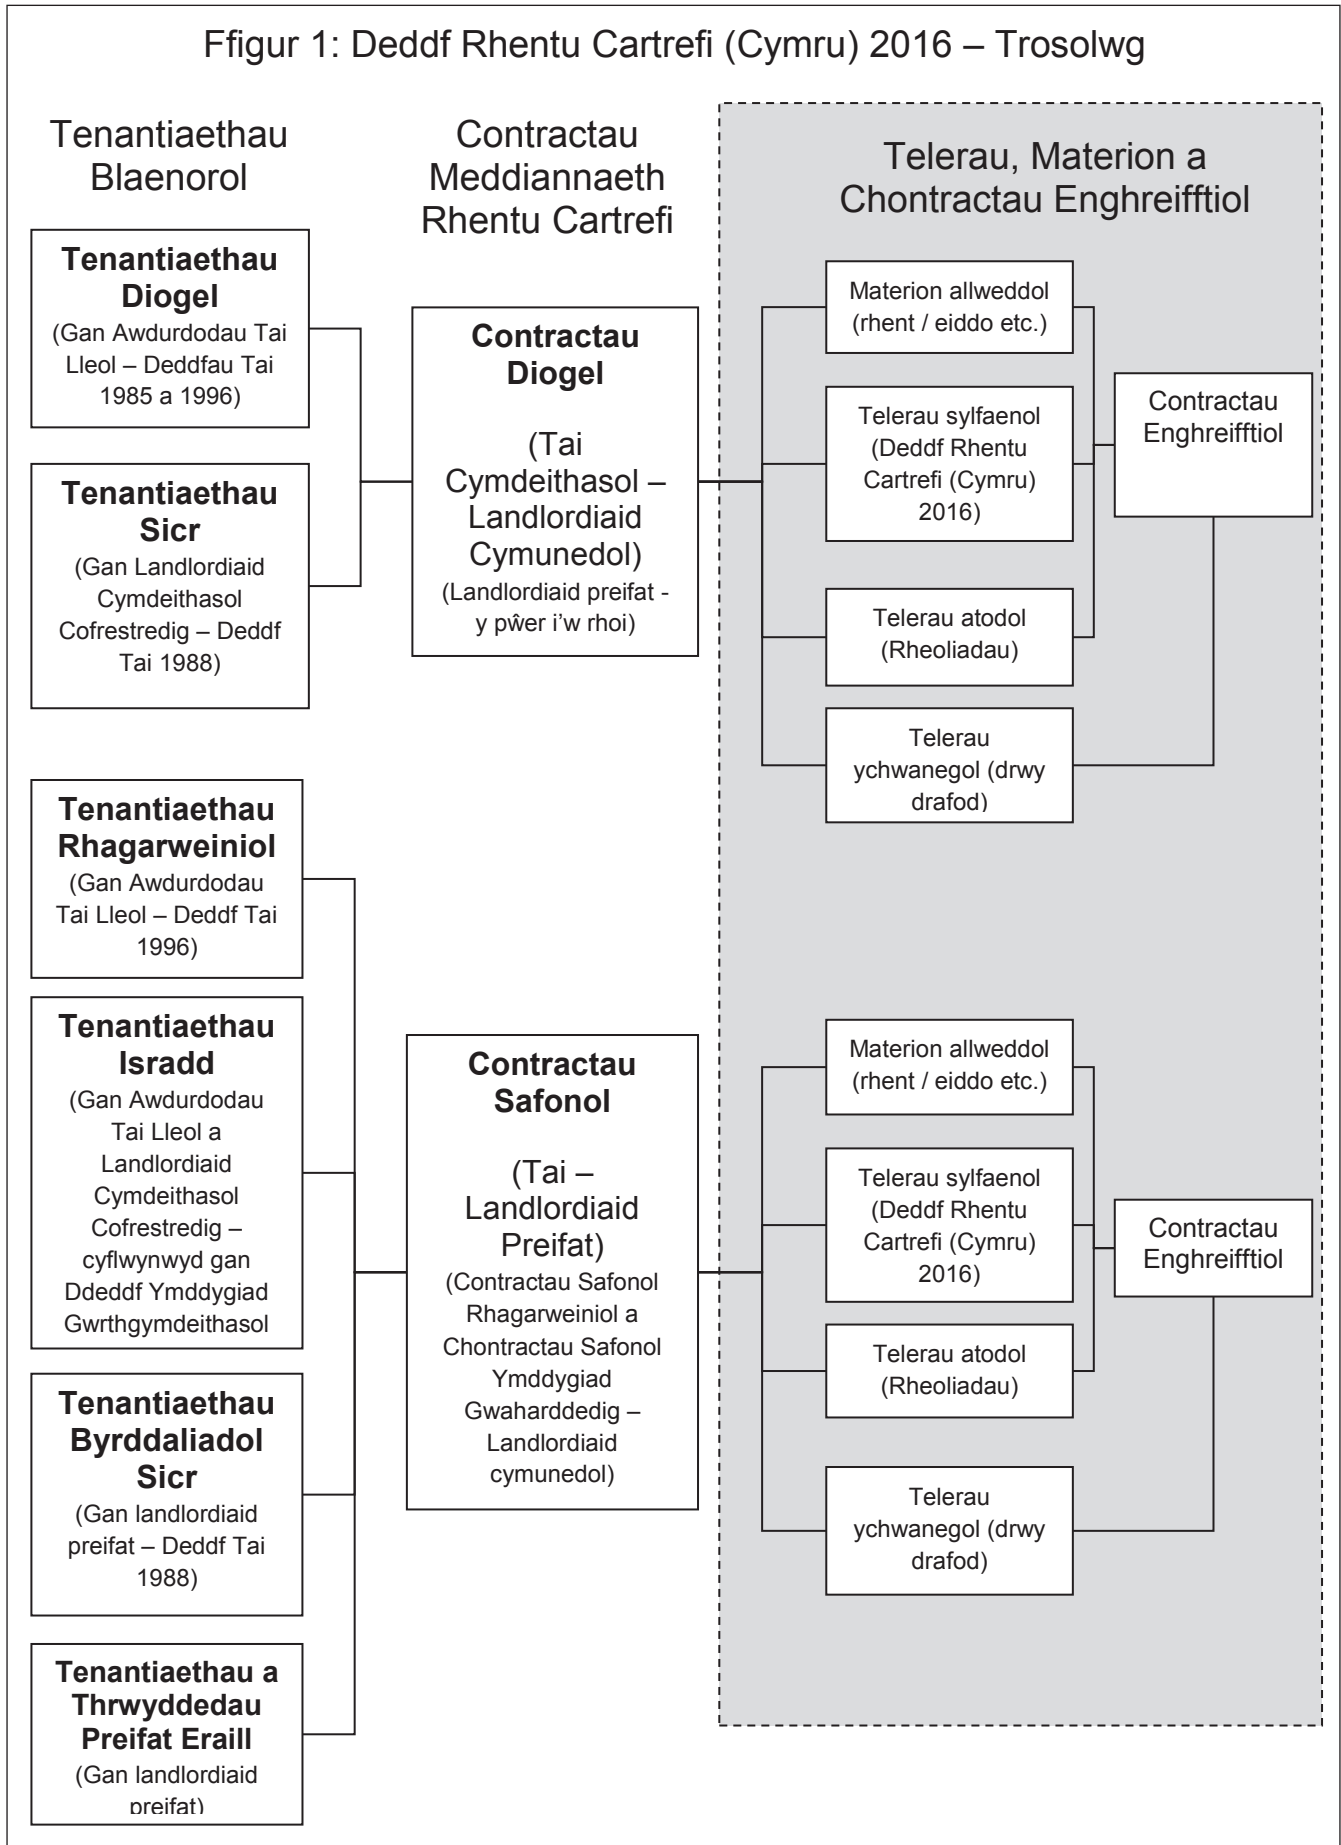 Ffigur 1: Deddf Rhentu Cartrefi (Cymru) 2016 – Trosolwg
Tenantiaethau
Blaenorol
Contractau
Meddiannaeth
Rhentu Cartrefi
Telerau, Materion a
Chontractau Enghreifftiol
Tenantiaethau
Diogel
(Gan Awdurdodau Tai
Lleol – Deddfau Tai
1985 a 1996)
Tenantiaethau
Sicr
(Gan Landlordiaid
Cymdeithasol
Cofrestredig – Deddf
Tai 1988)
Contractau
Diogel
(Tai
Cymdeithasol –
Landlordiaid
Cymunedol)
(Landlordiaid preifat -
y pŵer i'w rhoi)
Materion allweddol
(rhent / eiddo etc.)
Telerau sylfaenol
(Deddf Rhentu
Cartrefi (Cymru)
2016)
Telerau atodol
(Rheoliadau)
Telerau
ychwanegol (drwy
drafod)
Contractau
Enghreifftiol
Tenantiaethau
Rhagarweiniol
(Gan Awdurdodau
Tai Lleol – Deddf Tai
1996)
Tenantiaethau
Isradd
(Gan Awdurdodau
Tai Lleol a
Landlordiaid
Cymdeithasol
Cofrestredig –
cyflwynwyd gan
Ddeddf Ymddygiad
Gwrthgymdeithasol
Tenantiaethau
Byrddaliadol
Sicr
(Gan landlordiaid
preifat – Deddf Tai
1988)
Tenantiaethau a
Thrwyddedau
Preifat Eraill
(Gan landlordiaid
preifat)
Contractau
Safonol
(Tai –
Landlordiaid
Preifat)
(Contractau Safonol
Rhagarweiniol a
Chontractau Safonol
Ymddygiad
Gwaharddedig –
Landlordiaid
cymunedol)
Materion allweddol
(rhent / eiddo etc.)
Telerau sylfaenol
(Deddf Rhentu
Cartrefi (Cymru)
2016)
Telerau atodol
(Rheoliadau)
Telerau
ychwanegol (drwy
drafod)
Contractau
Enghreifftiol